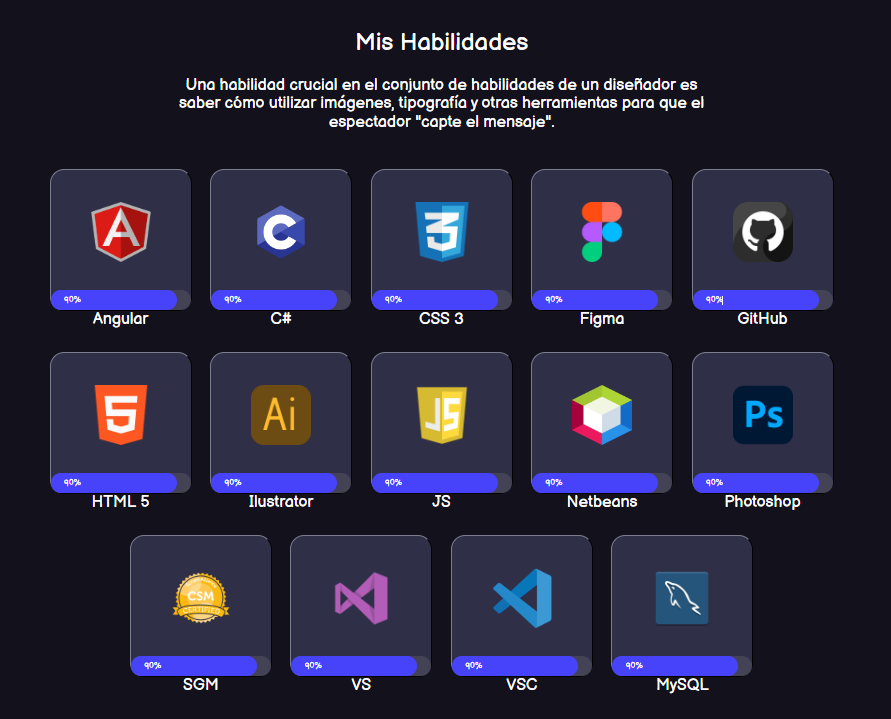 Mis Habilidades
Una habilidad crucial en el conjunto de habilidades de un diseñador es
saber cómo utilizar imágenes, tipografía y otras herramientas para que el
espectador "capte el mensaje".
C
3
90% 90% 90% 90% 90%
Angular C# CSS 3 Figma GitHub
5
Ai
JS
Ps
90% 90% 90% 90% 90%
HTML 5 Ilustrator JS Netbeans Photoshop
CSM
CERTIFIED
90% 90% 90% 90%
SGM VS VSC MySQL